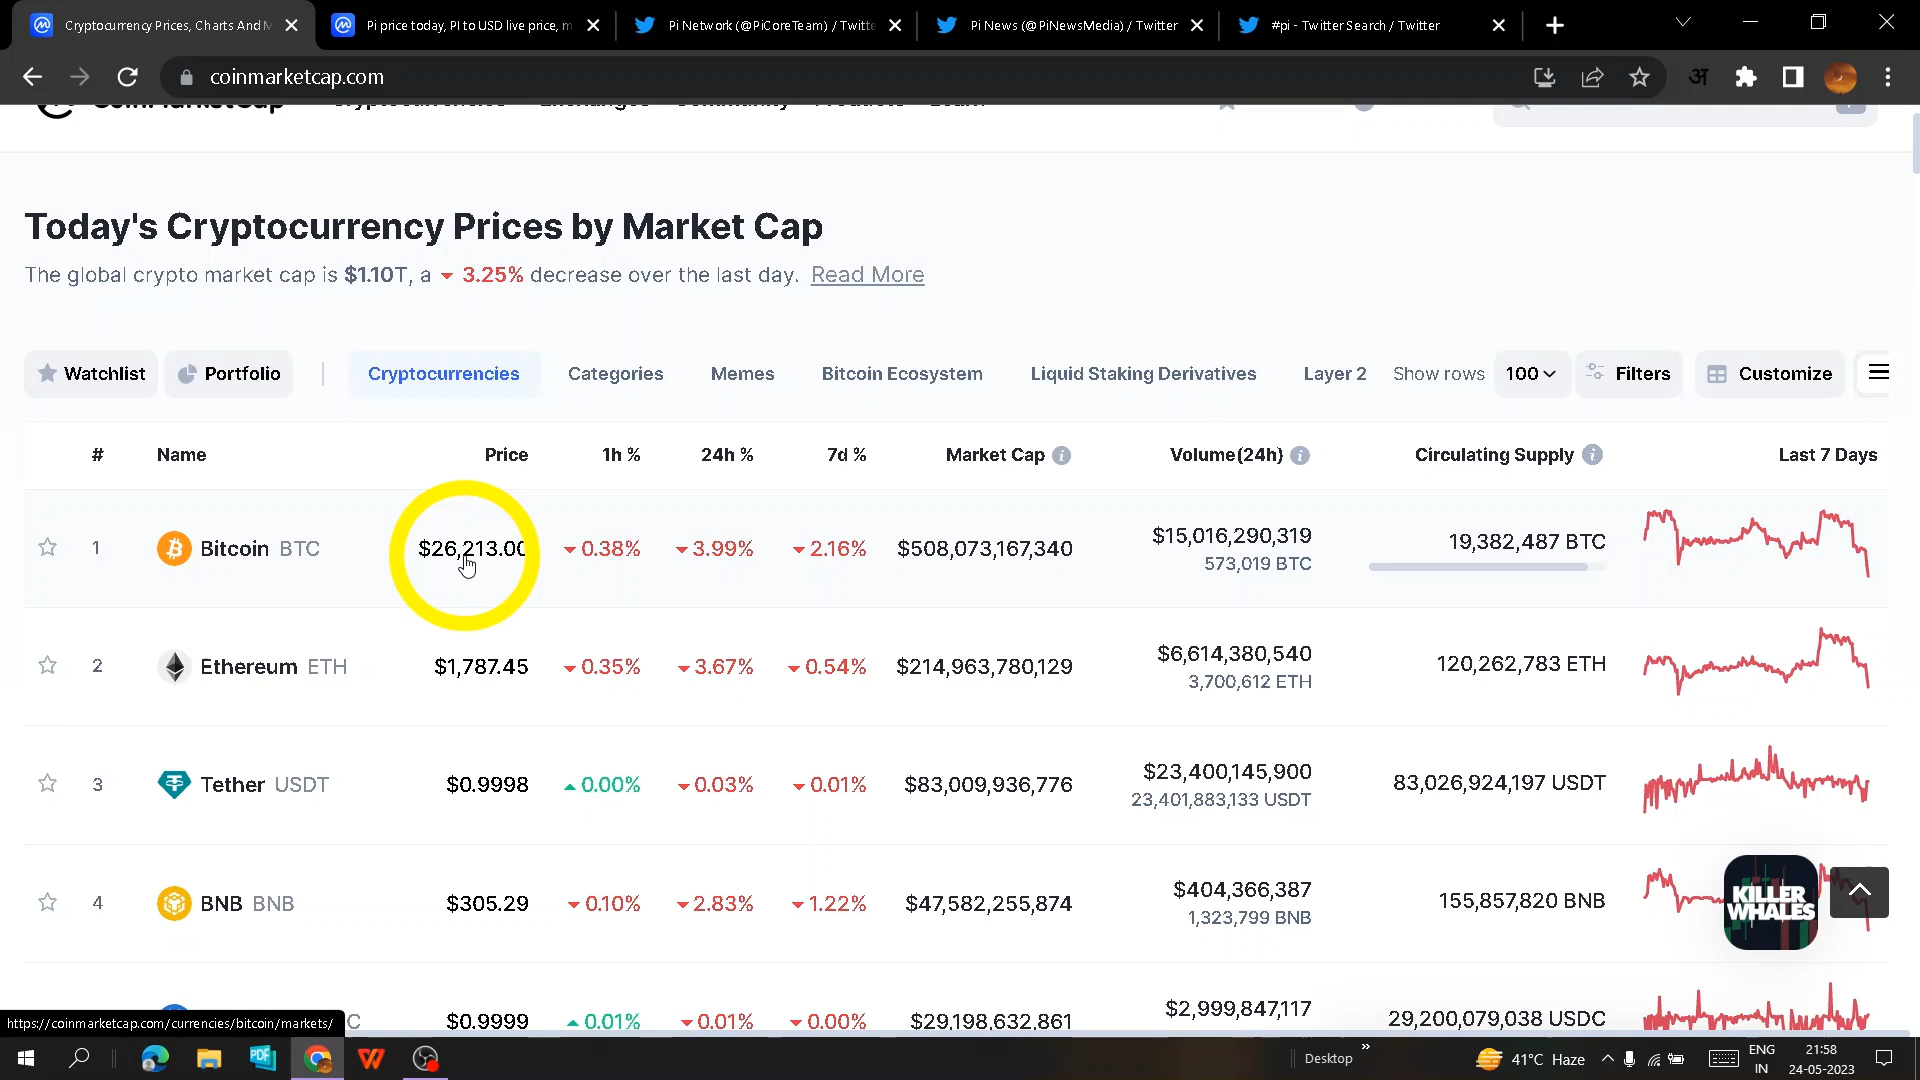 Cryptocurrency Prices, Charts And M
Pi price today, PI to USD live price, m
Pi Network (@PiCoreTeam) / Twitte
Pi News (@PiNewsMedia) / Twitter
#pi - Twitter Search / Twitter
coinmarketcap.com
अ
Today's Cryptocurrency Prices by Market Cap
The global crypto market cap is $1.10T, a 3.25% decrease over the last day. Read More
Watchlist Portfolio Cryptocurrencies Categories Memes Bitcoin Ecosystem Liquid Staking Derivatives Layer 2 Show rows 100 Filters Customize
# Name Price 1h % 24h % 7d % Market Cap Volume(24h) Circulating Supply Last 7 Days
1 Bitcoin BTC $26,213.00 0.38% 3.99% 2.16% $508,073,167,340 $15,016,290,319 19,382,487 BTC
573,019 BTC
2 Ethereum ETH $1,787.45 0.35% 3.67% 0.54% $214,963,780,129 $6,614,380,540 120,262,783 ETH
3,700,612 ETH
3 Tether USDT $0.9998 0.00% 0.03% 0.01% $83,009,936,776 $23,400,145,900 83,026,924,197 USDT
23,401,883,133 USDT
4 BNB BNB $305.29 0.10% 2.83% 1.22% $47,582,255,874 $404,366,387 155,857,820 BNB
1,323,799 BNB
KILLER
WHALES
C $0.9999 0.01% 0.01% 0.00% $29,198,632,861 $2,999,847,117 29,200,079,038 USDC
https://coinmarketcap.com/currencies/bitcoin/markets/
PDF
Desktop
41°C Haze
ENG
IN
21:58
24-05-2023